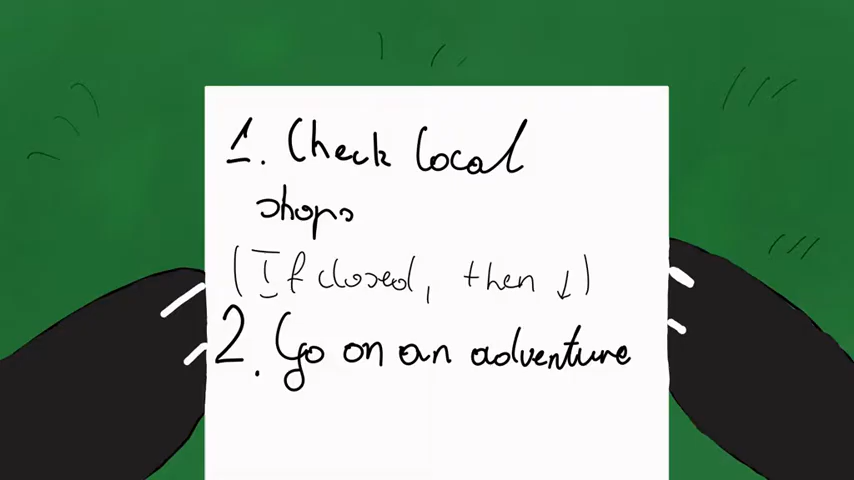 1. Check local
shops
(If closed, then ↓)
2. Go on an adventure